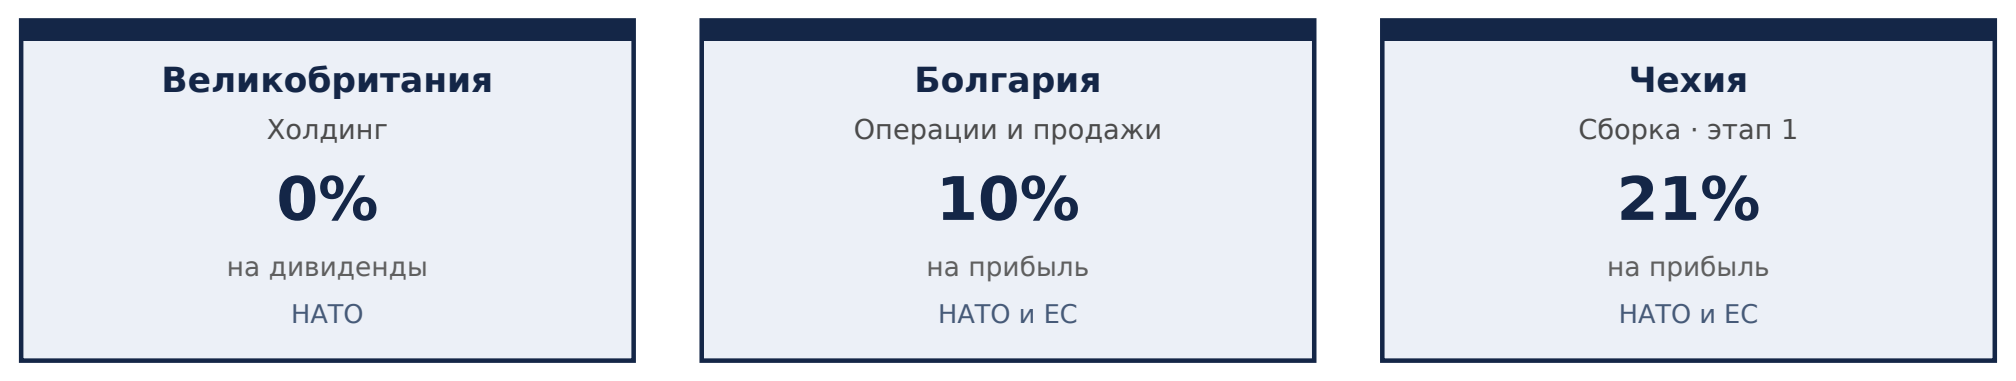 Великобритания
Холдинг
0%
на дивиденды
НАТО
Болгария
Операции и продажи
10%
на прибыль
НАТО и ЕС
Чехия
Сборка · этап 1
21%
на прибыль
НАТО и ЕС